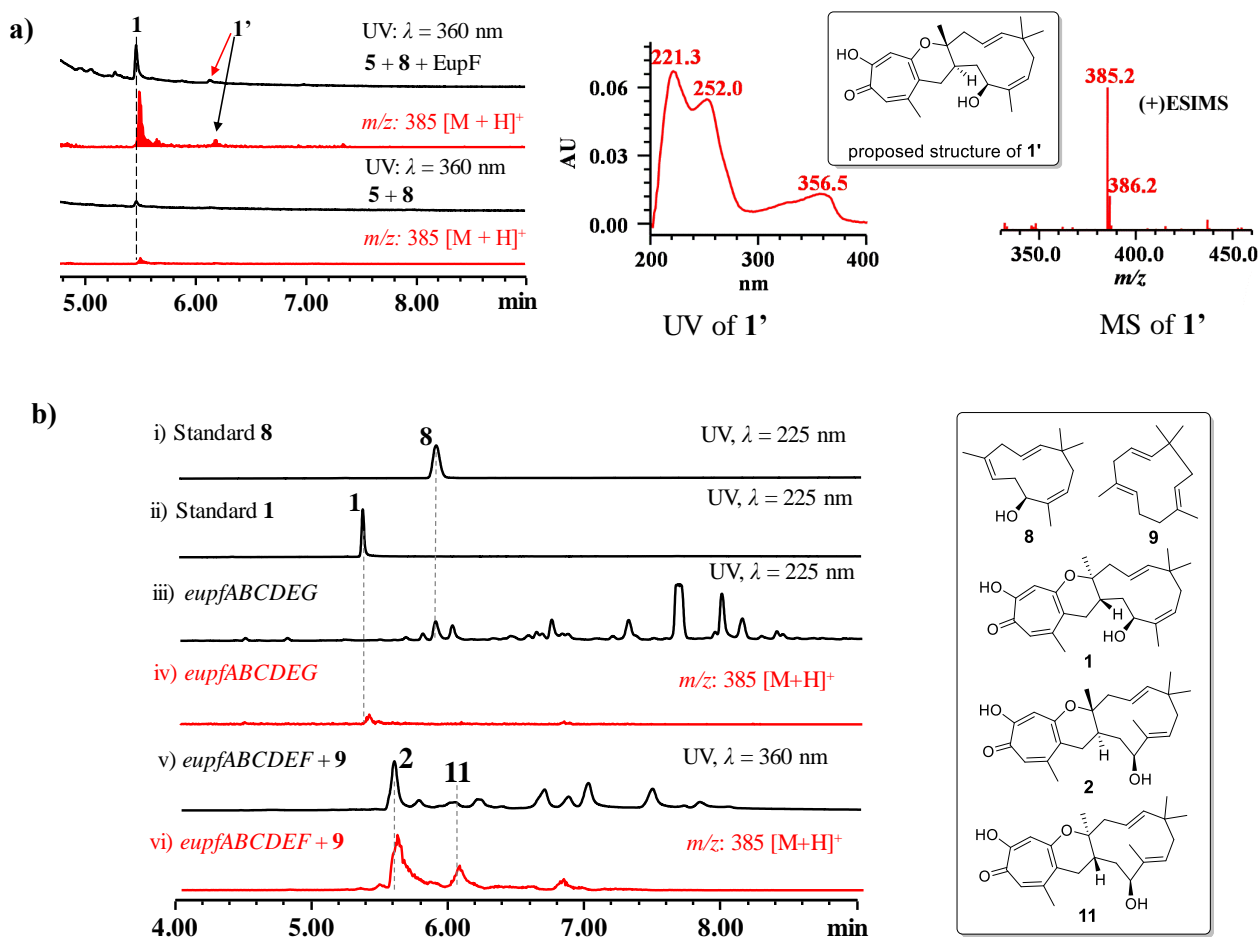 a)
1
1’
UV: λ = 360 nm
5 + 8 + EupF
m/z: 385 [M + H]+
UV: λ = 360 nm
5 + 8
m/z: 385 [M + H]+
5.00 6.00 7.00 8.00 min
AU
0.06
0.03
0.00
221.3
252.0
356.5
200 300 400
nm
UV of 1’
HO
O
O
H
HO
proposed structure of 1’
385.2
386.2
(+)ESIMS
350.0 400.0 450.0
m/z
MS of 1’
b)
i) Standard 8
8
UV, λ = 225 nm
ii) Standard 1
1
UV, λ = 225 nm
iii) eupfABCDEG
UV, λ = 225 nm
iv) eupfABCDEG
m/z: 385 [M+H]+
v) eupfABCDEF + 9
2
11
UV, λ = 360 nm
vi) eupfABCDEF + 9
m/z: 385 [M+H]+
4.00 5.00 6.00 7.00 8.00 min
HO
8
9
HO
O
O
H
HO
1
HO
O
O
H
OH
2
HO
O
O
H
OH
11